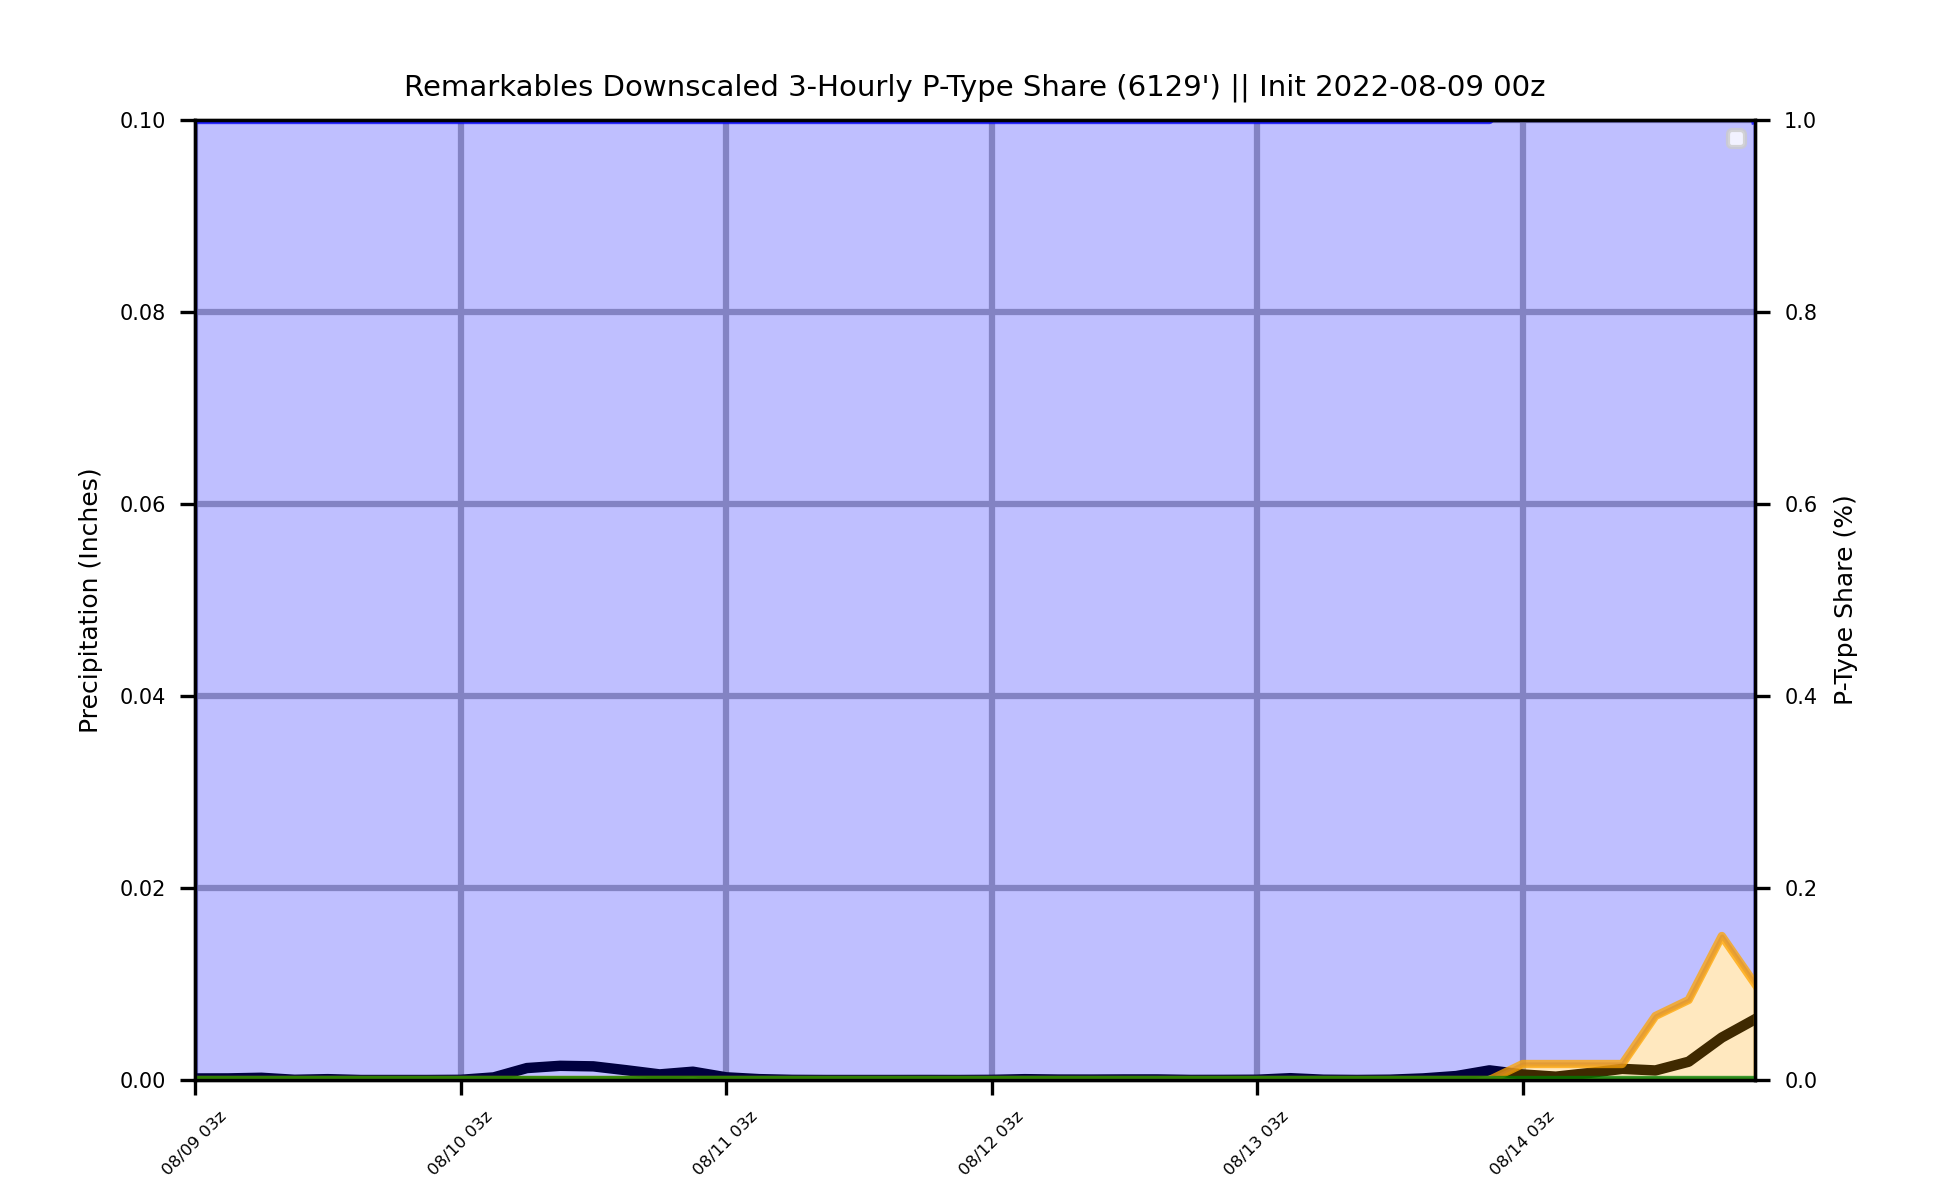 Remarkables Downscaled 3-Hourly P-Type Share (6129') || Init 2022-08-09 00z
0.10
0.08
0.06
0.04
0.02
0.00
Precipitation (Inches)
1.0
0.8
0.6
0.4
0.2
0.0
P-Type Share (%)
08/09 03z
08/10 03z
08/11 03z
08/12 03z
08/13 03z
08/14 03z